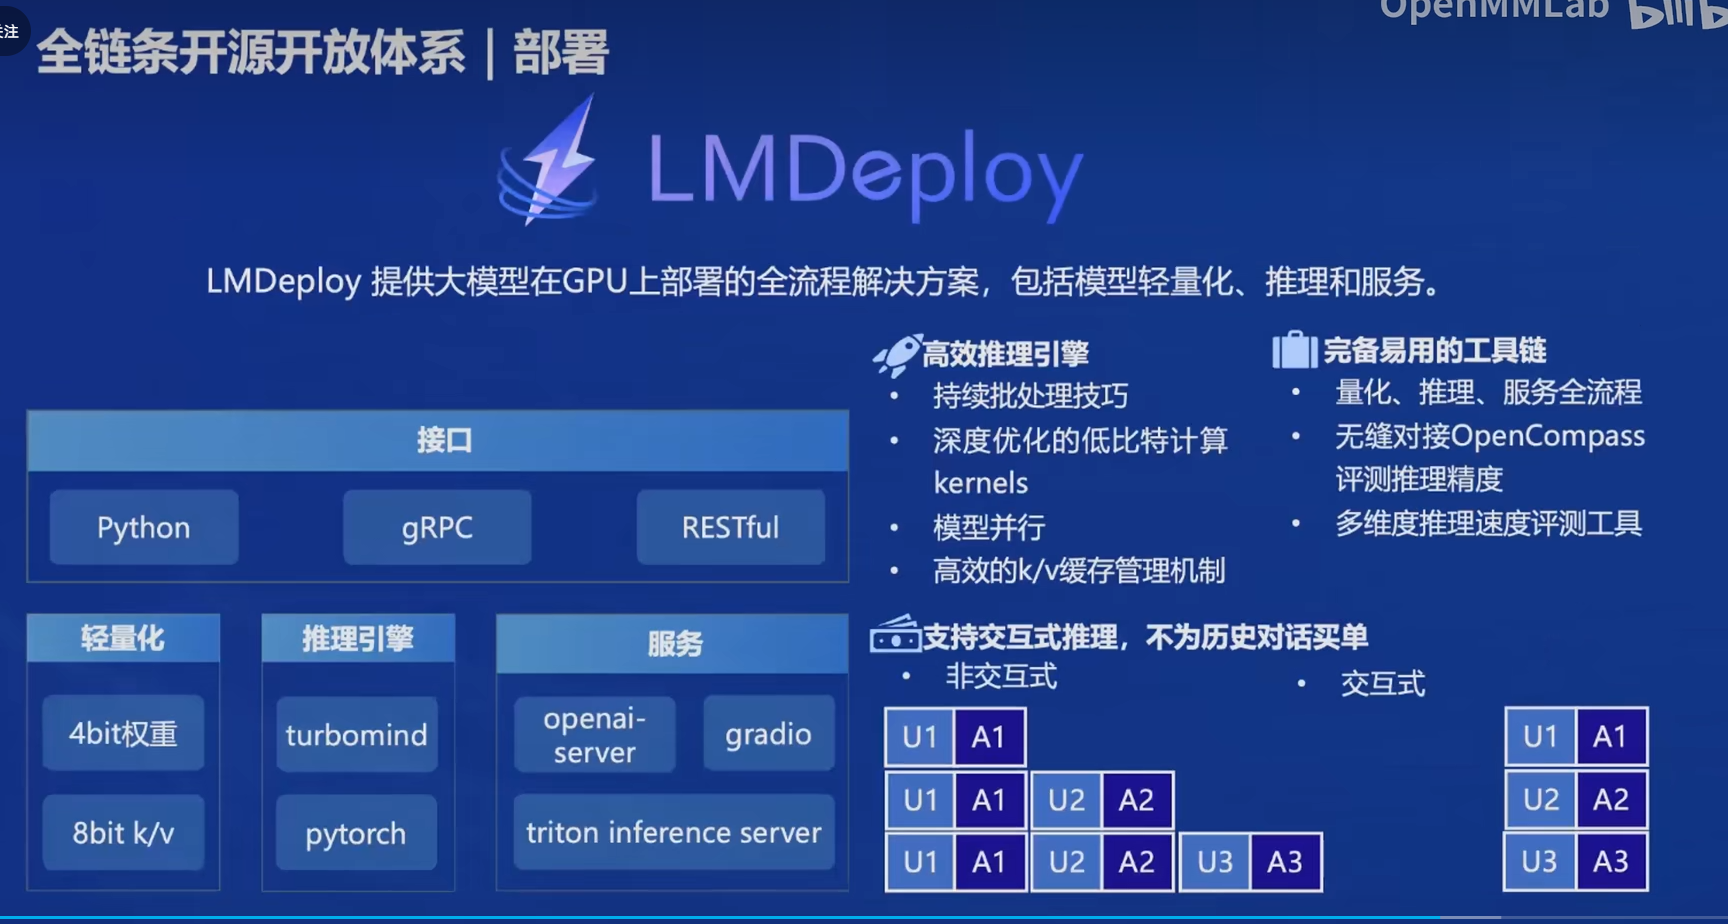 关注
OpenMMLab
全链条开源开放体系 | 部署
LMDeploy
LMDeploy 提供大模型在GPU上部署的全流程解决方案，包括模型轻量化、推理和服务。
接口
Python
gRPC
RESTful
轻量化
4bit权重
8bit k/v
推理引擎
turbomind
pytorch
服务
openai-
server
gradio
triton inference server
高效推理引擎
• 持续批处理技巧
• 深度优化的低比特计算
kernels
• 模型并行
• 高效的k/v缓存管理机制
完备易用的工具链
• 量化、推理、服务全流程
• 无缝对接OpenCompass
评测推理精度
• 多维度推理速度评测工具
支持交互式推理，不为历史对话买单
• 非交互式
U1 A1
U1 A1 U2 A2
U1 A1 U2 A2 U3 A3
• 交互式
U1 A1
U2 A2
U3 A3